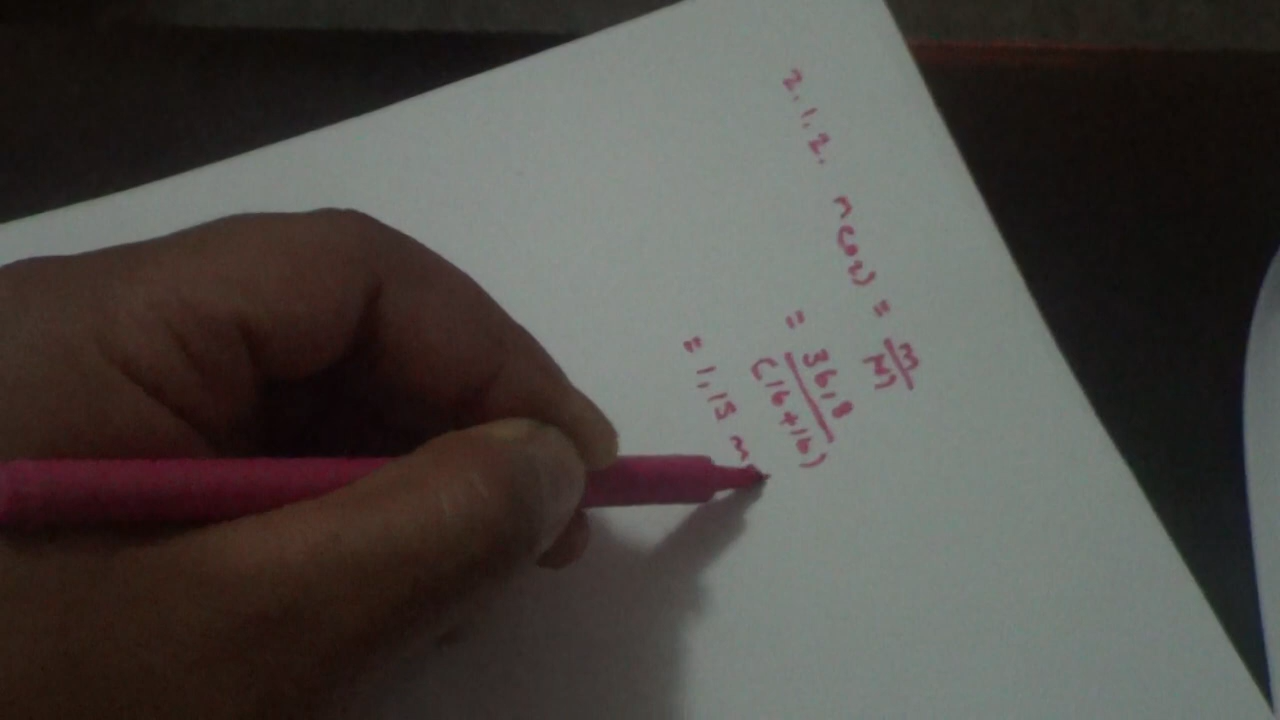 2.1.2. n(O2) = m/M
= 36,8/(16+16)
= 1,15 m